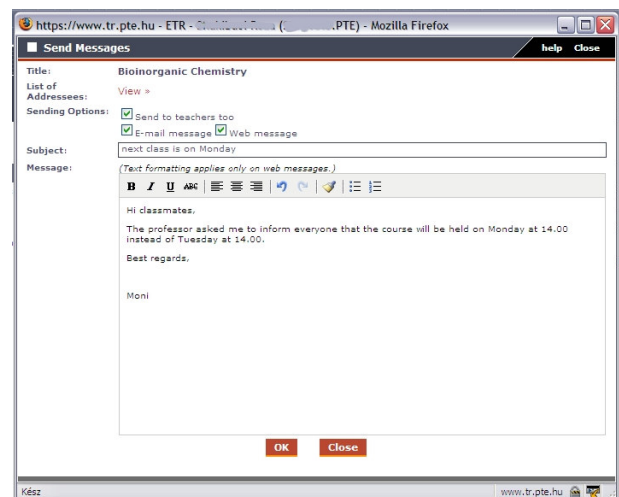 https://www.tr.pte.hu - ETR - .PTE) - Mozilla Firefox
Send Messages help Close
Title: Bioinorganic Chemistry
List of
Addressees: View »
Sending Options: Send to teachers too
E-mail message Web message
Subject: next class is on Monday
Message: (Text formatting applies only on web messages.)
B I U ABC
Hi classmates,
The professor asked me to inform everyone that the course will be held on Monday at 14.00
instead of Tuesday at 14.00.
Best regards,
Moni
OK Close
Kész www.tr.pte.hu